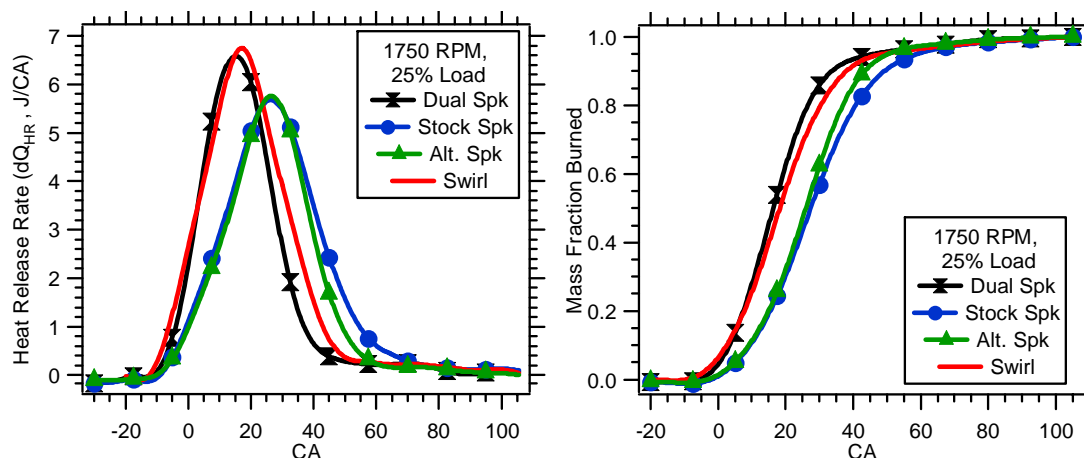 7
6
5
4
3
2
1
0
Heat Release Rate (dQHR , J/CA)
1750 RPM,
25% Load
Dual Spk
Stock Spk
Alt. Spk
Swirl
-20 0 20 40 60 80 100
CA
1.0
0.8
0.6
0.4
0.2
0.0
Mass Fraction Burned
1750 RPM,
25% Load
Dual Spk
Stock Spk
Alt. Spk
Swirl
-20 0 20 40 60 80 100
CA